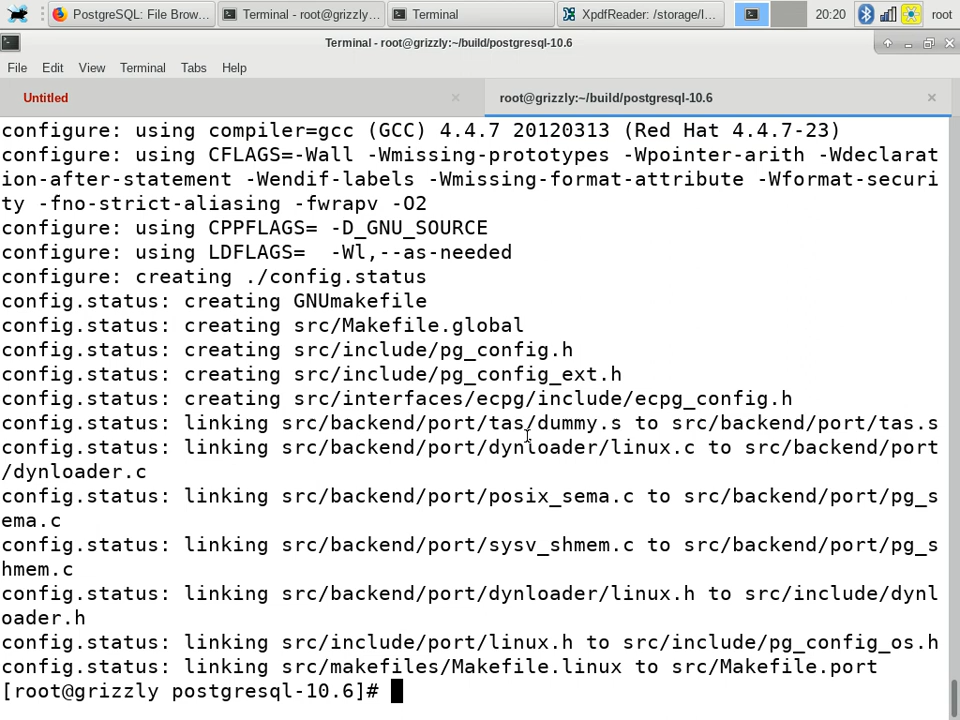 PostgreSQL: File Brow...
Terminal - root@grizzly:...
Terminal
XpdfReader: /storage/l...
20:20
root
Terminal - root@grizzly:~/build/postgresql-10.6
File Edit View Terminal Tabs Help
Untitled
root@grizzly:~/build/postgresql-10.6
configure: using compiler=gcc (GCC) 4.4.7 20120313 (Red Hat 4.4.7-23)
configure: using CFLAGS=-Wall -Wmissing-prototypes -Wpointer-arith -Wdeclarat
ion-after-statement -Wendif-labels -Wmissing-format-attribute -Wformat-securi
ty -fno-strict-aliasing -fwrapv -O2
configure: using CPPFLAGS= -D_GNU_SOURCE
configure: using LDFLAGS=  -Wl,--as-needed
configure: creating ./config.status
config.status: creating GNUmakefile
config.status: creating src/Makefile.global
config.status: creating src/include/pg_config.h
config.status: creating src/include/pg_config_ext.h
config.status: creating src/interfaces/ecpg/include/ecpg_config.h
config.status: linking src/backend/port/tas/dummy.s to src/backend/port/tas.s
config.status: linking src/backend/port/dynloader/linux.c to src/backend/port
/dynloader.c
config.status: linking src/backend/port/posix_sema.c to src/backend/port/pg_s
ema.c
config.status: linking src/backend/port/sysv_shmem.c to src/backend/port/pg_s
hmem.c
config.status: linking src/backend/port/dynloader/linux.h to src/include/dynl
oader.h
config.status: linking src/include/port/linux.h to src/include/pg_config_os.h
config.status: linking src/makefiles/Makefile.linux to src/Makefile.port
[root@grizzly postgresql-10.6]#